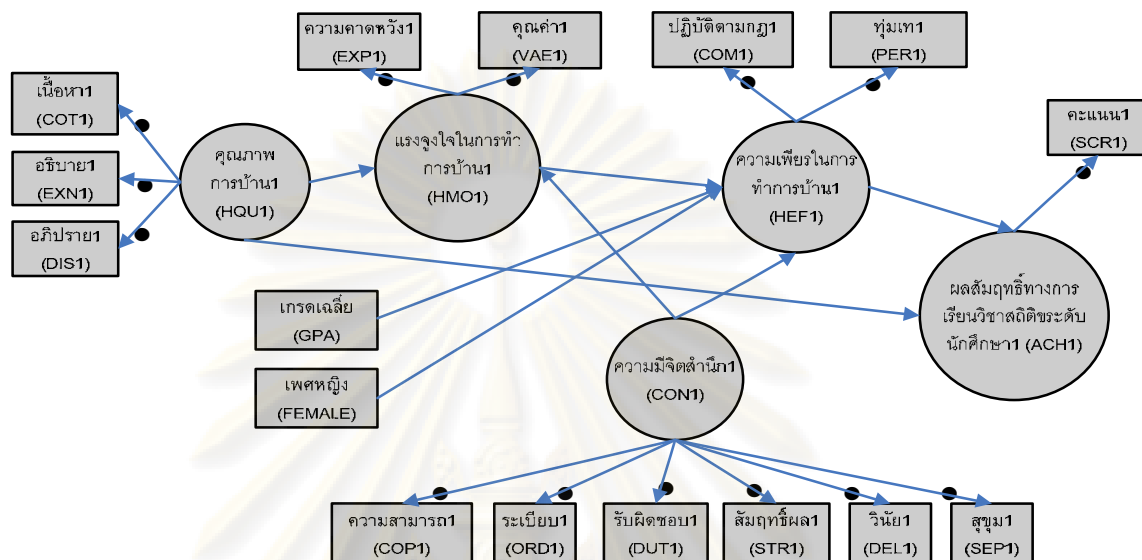 ความคาดหวัง1
(EXP1)
คุณค่า1
(VAE1)
ปฏิบัติตามกฎ1
(COM1)
ทุ่มเท1
(PER1)
เนื้อหา1
(COT1)
อธิบาย1
(EXN1)
อภิปราย1
(DIS1)
คุณภาพ
การบ้าน1
(HQU1)
แรงจูงใจในการทำ
การบ้าน1
(HMO1)
ความเพียรในการ
ทำการบ้าน1
(HEF1)
คะแนน1
(SCR1)
ผลสัมฤทธิ์ทางการ
เรียนวิชาสถิติระดับ
นักศึกษา1 (ACH1)
เกรดเฉลี่ย
(GPA)
เพศหญิง
(FEMALE)
ความมีจิตสำนึก1
(CON1)
ความสามารถ1
(COP1)
ระเบียบ1
(ORD1)
รับผิดชอบ1
(DUT1)
สัมฤทธิ์ผล1
(STR1)
วินัย1
(DEL1)
สุขุม1
(SEP1)